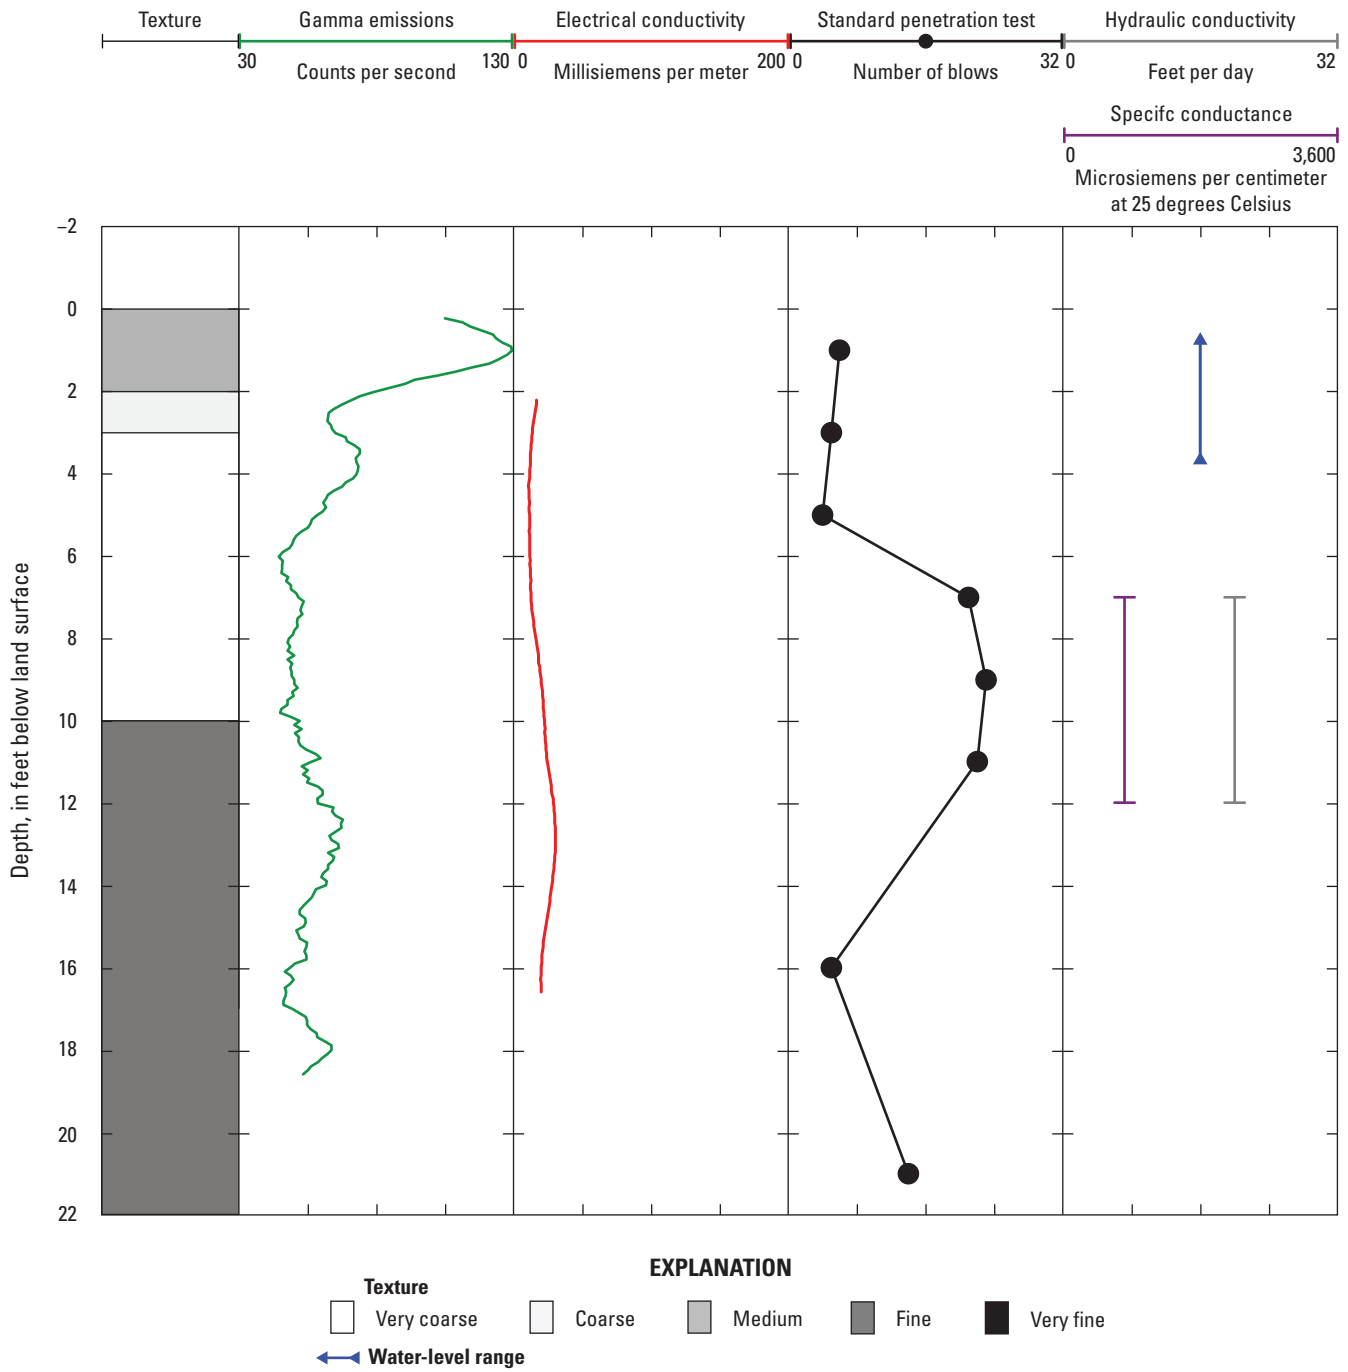 Texture
Gamma emissions
Electrical conductivity
Standard penetration test
Hydraulic conductivity
30
130
0
200
0
32
0
32
Counts per second
Millisiemens per meter
Number of blows
Feet per day
Specifc conductance
0
3,600
Microsiemens per centimeter
at 25 degrees Celsius
–2
0
2
4
6
8
10
12
14
16
18
20
22
Depth, in feet below land surface
EXPLANATION
Texture
Very coarse
Coarse
Medium
Fine
Very fine
Water-level range